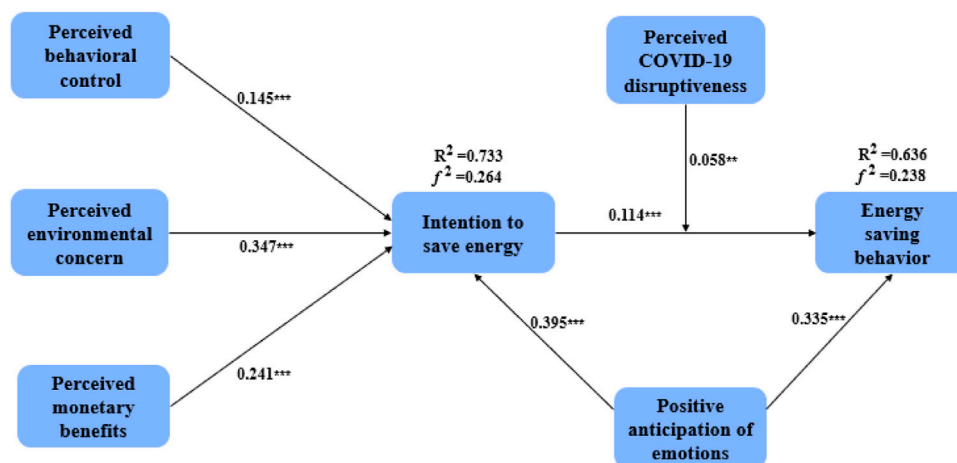 Perceived
behavioral
control
Perceived
COVID-19
disruptiveness
0.145***
R² =0.733
f² =0.264
0.058**
R² =0.636
f² =0.238
Perceived
environmental
concern
0.347***
Intention to
save energy
0.114***
Energy
saving
behavior
0.395***
0.335***
Perceived
monetary
benefits
0.241***
Positive
anticipation of
emotions